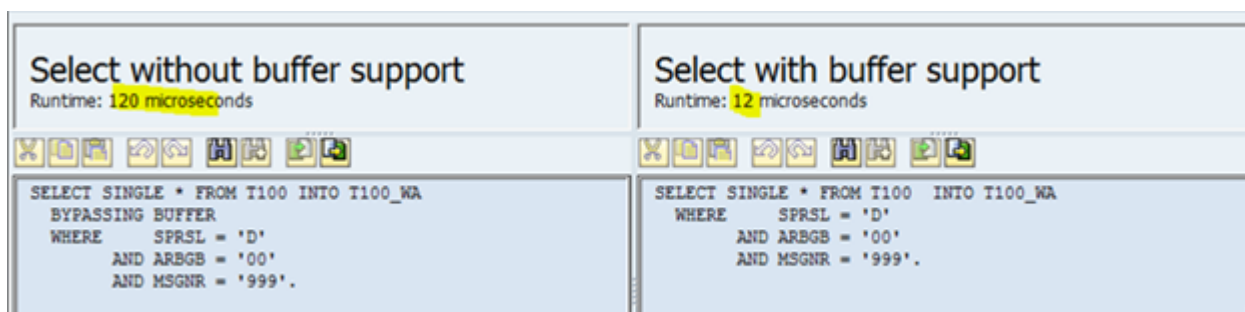 Select without buffer support
Runtime: 120 microseconds
SELECT SINGLE * FROM T100 INTO T100_WA
BYPASSING BUFFER
WHERE SPRSL = 'D'
AND ARBGB = '00'
AND MSGNR = '999'.
Select with buffer support
Runtime: 12 microseconds
SELECT SINGLE * FROM T100 INTO T100_WA
WHERE SPRSL = 'D'
AND ARBGB = '00'
AND MSGNR = '999'.